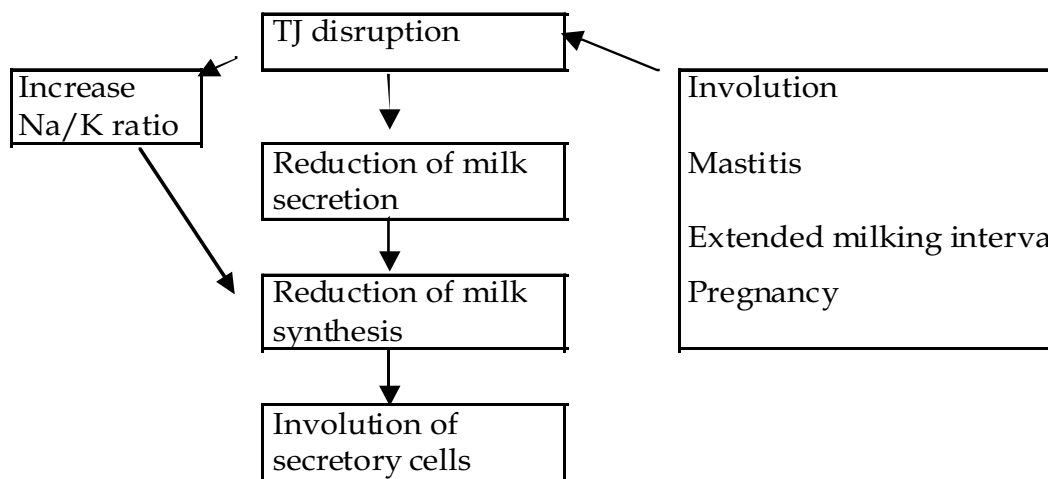 TJ disruption
Increase
Na/K ratio
Reduction of milk
secretion
Reduction of milk
synthesis
Involution of
secretory cells
Involution
Mastitis
Extended milking interva
Pregnancy